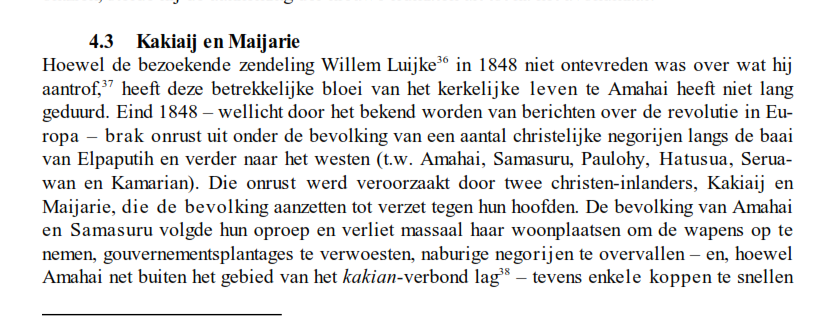 4.3 Kakiaij en Maijarie
Hoewel de bezoekende zendeling Willem Luijke36 in 1848 niet ontevreden was over wat hij
aantrof,37 heeft deze betrekkelijke bloei van het kerkelijke leven te Amahai heeft niet lang
geduurd. Eind 1848 – wellicht door het bekend worden van berichten over de revolutie in Eu-
ropa – brak onrust uit onder de bevolking van een aantal christelijke negorijen langs de baai
van Elpaputih en verder naar het westen (t.w. Amahai, Samasuru, Paulohy, Hatusua, Serua-
wan en Kamarian). Die onrust werd veroorzaakt door twee christen-inlanders, Kakiaij en
Maijarie, die de bevolking aanzetten tot verzet tegen hun hoofden. De bevolking van Amahai
en Samasuru volgde hun oproep en verliet massaal haar woonplaatsen om de wapens op te
nemen, gouvernementsplantages te verwoesten, naburige negorijen te overvallen – en, hoewel
Amahai net buiten het gebied van het kakian-verbond lag38 – tevens enkele koppen te snellen